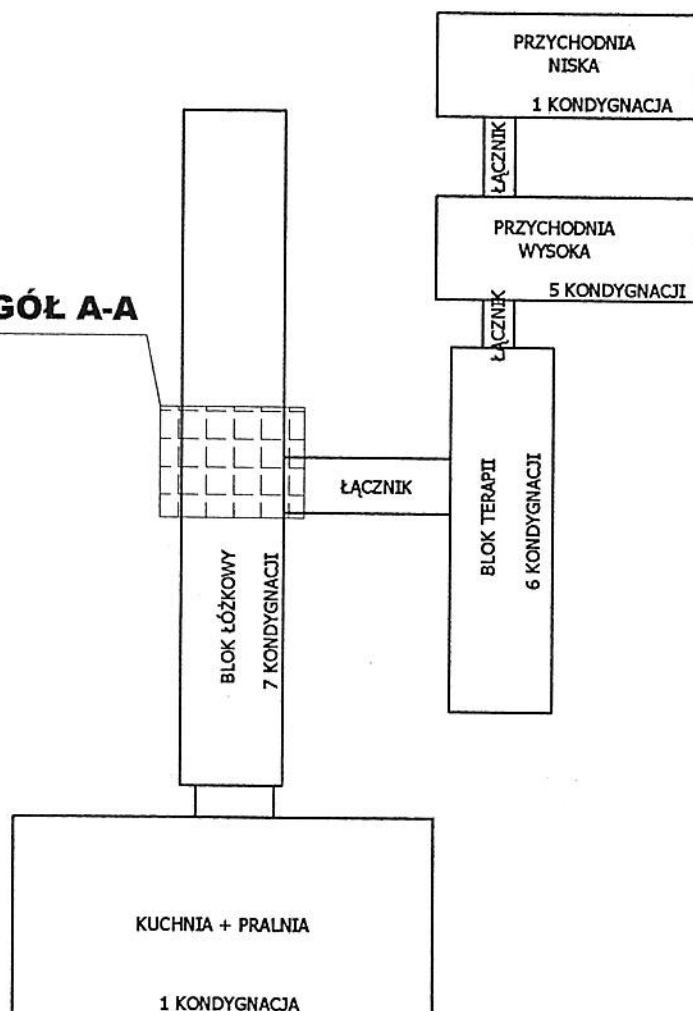 PRZYCHODNIA
NISKA
1 KONDYGNACJA
ŁĄCZNIK
PRZYCHODNIA
WYSOKA
5 KONDYGNACJI
ŁĄCZNIK
GÓŁ A-A
ŁĄCZNIK
BLOK TERAPII
6 KONDYGNACJI
BLOK ŁÓŻKOWY
7 KONDYGNACJI
KUCHNIA + PRALNIA
1 KONDYGNACJA